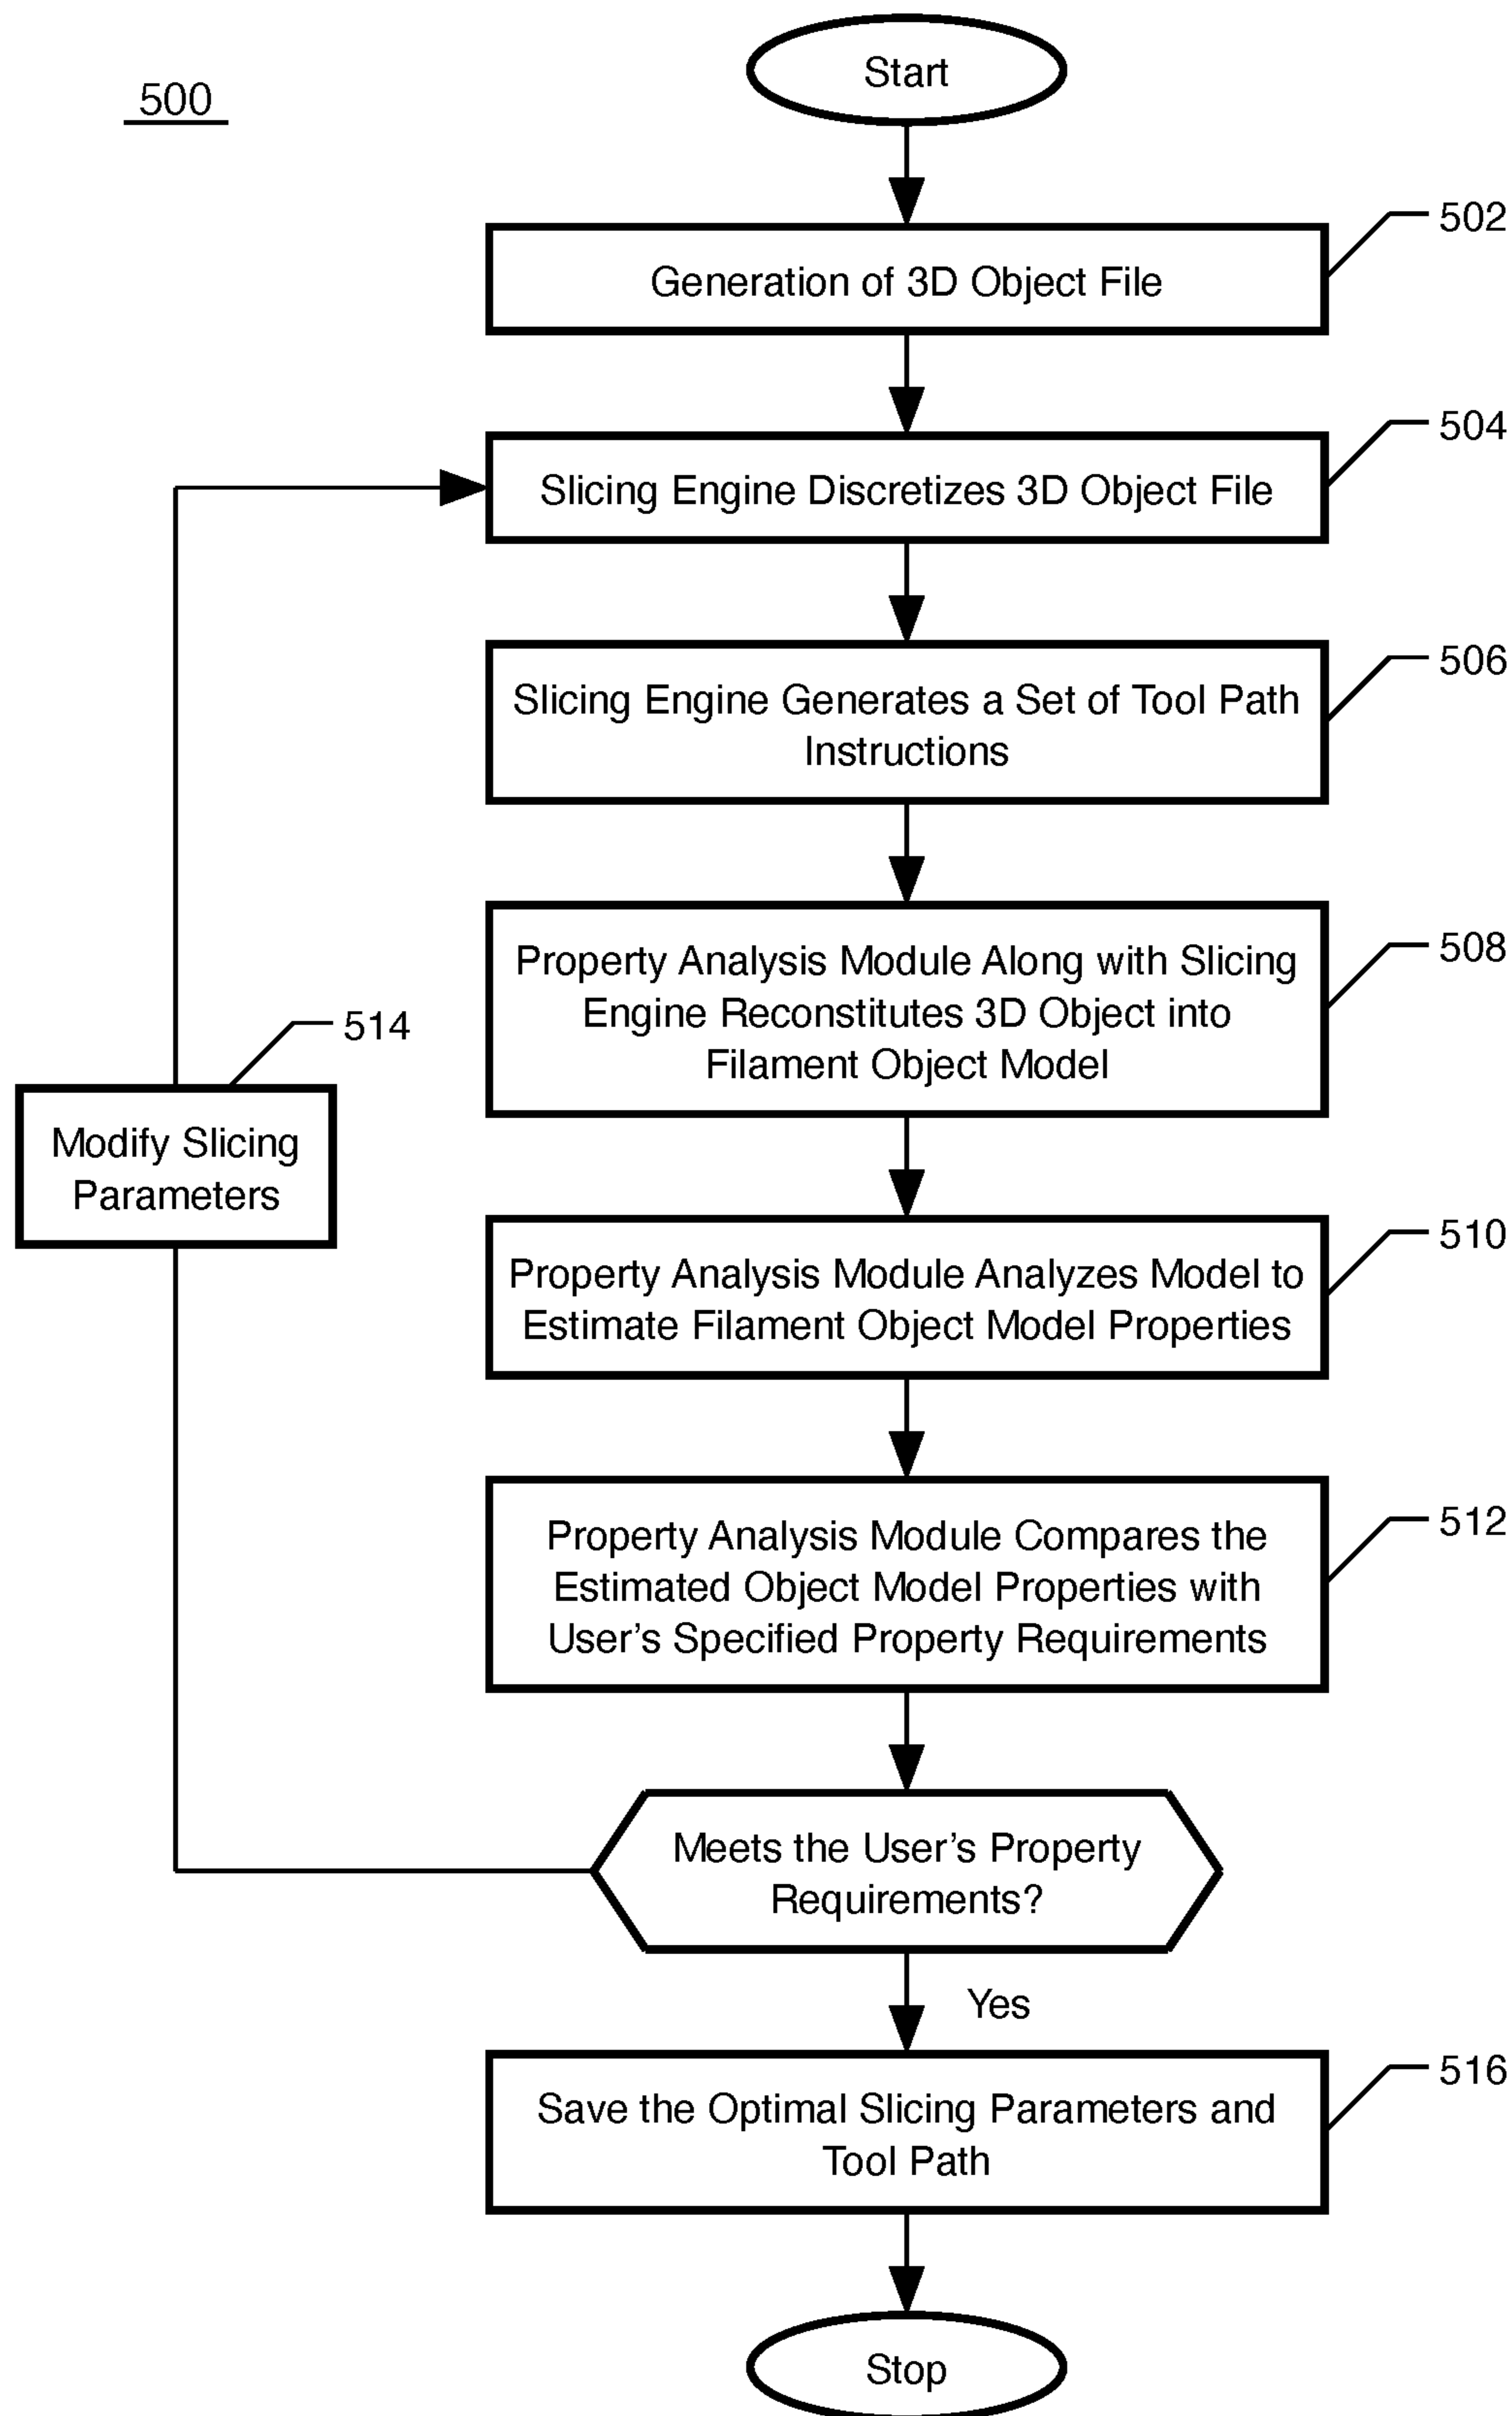 500
Start
502
Generation of 3D Object File
504
Slicing Engine Discretizes 3D Object File
506
Slicing Engine Generates a Set of Tool Path
Instructions
508
Property Analysis Module Along with Slicing
Engine Reconstitutes 3D Object into
Filament Object Model
514
Modify Slicing
Parameters
510
Property Analysis Module Analyzes Model to
Estimate Filament Object Model Properties
512
Property Analysis Module Compares the
Estimated Object Model Properties with
User's Specified Property Requirements
Meets the User's Property
Requirements?
Yes
516
Save the Optimal Slicing Parameters and
Tool Path
Stop